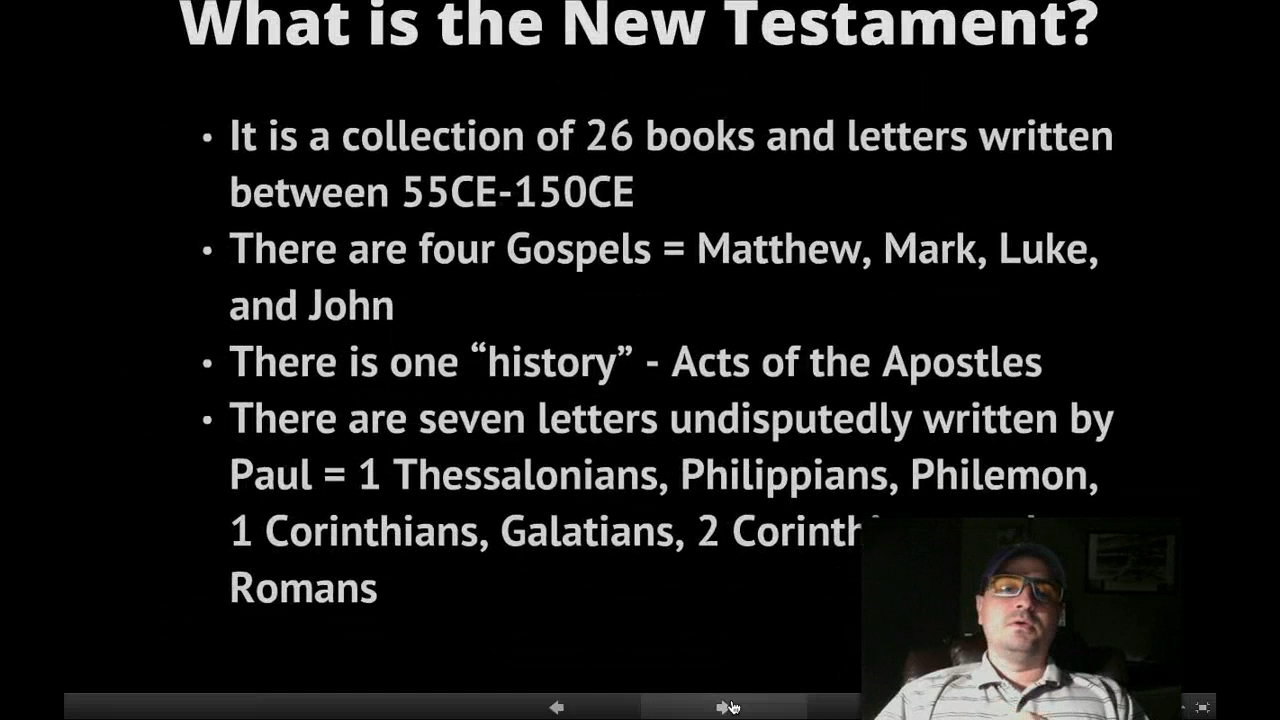 What is the New Testament?
• It is a collection of 26 books and letters written
between 55CE-150CE
• There are four Gospels = Matthew, Mark, Luke,
and John
• There is one “history” - Acts of the Apostles
• There are seven letters undisputedly written by
Paul = 1 Thessalonians, Philippians, Philemon,
1 Corinthians, Galatians, 2
Romans